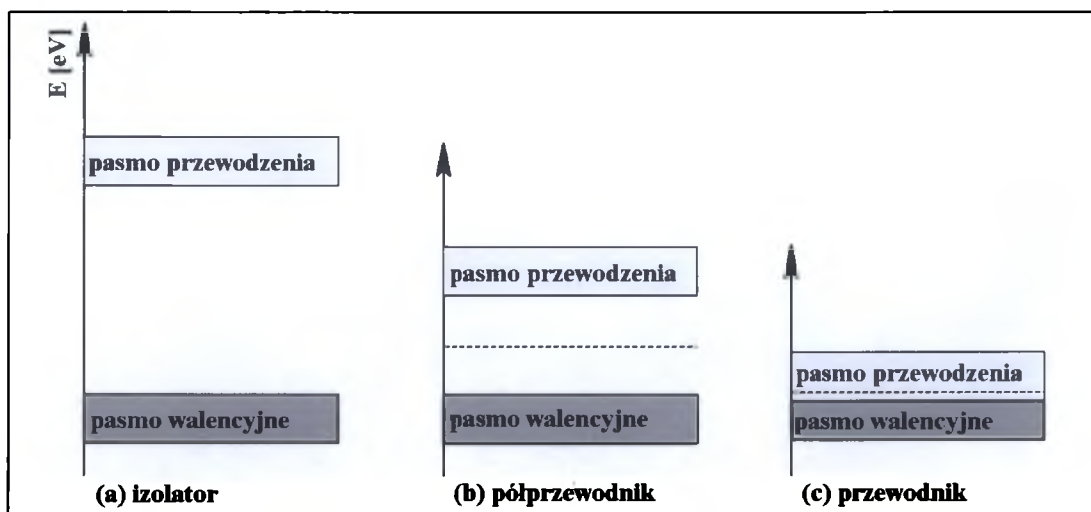 E [eV]
pasmo przewodzenia
pasmo walencyjne
(a) izolator
pasmo przewodzenia
pasmo walencyjne
(b) półprzewodnik
pasmo przewodzenia
pasmo walencyjne
(c) przewodnik